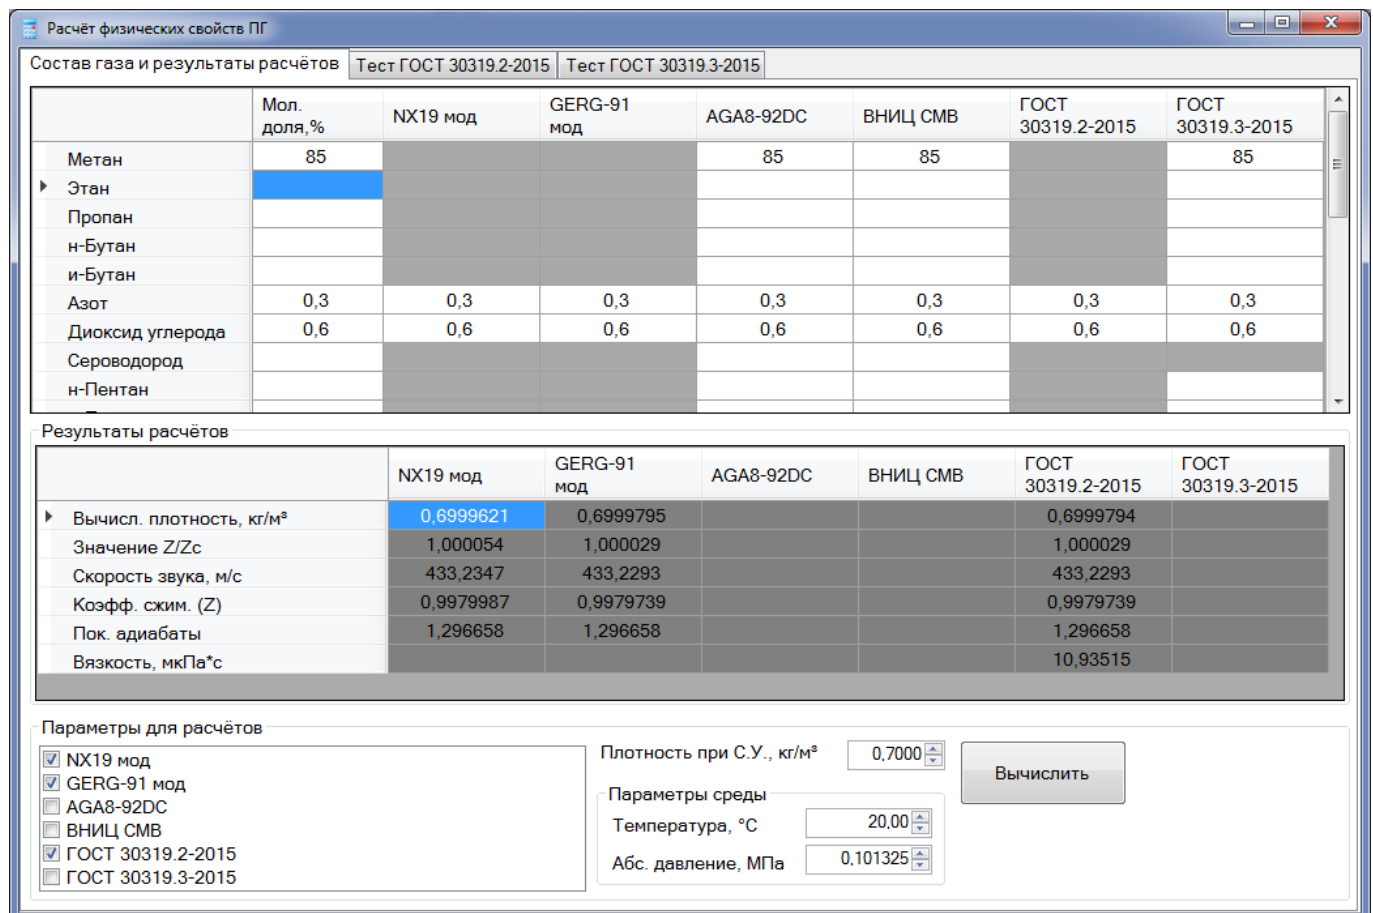 Расчёт физических свойств ПГ
Состав газа и результаты расчётов Тест ГОСТ 30319.2-2015 Тест ГОСТ 30319.3-2015
Мол. доля,% NX19 мод GERG-91 мод AGA8-92DC ВНИЦ СМВ ГОСТ 30319.2-2015 ГОСТ 30319.3-2015
Метан 85 85 85 85
Этан
Пропан
н-Бутан
и-Бутан
Азот 0,3 0,3 0,3 0,3 0,3 0,3 0,3
Диоксид углерода 0,6 0,6 0,6 0,6 0,6 0,6 0,6
Сероводород
н-Пентан
Результаты расчётов
NX19 мод GERG-91 мод AGA8-92DC ВНИЦ СМВ ГОСТ 30319.2-2015 ГОСТ 30319.3-2015
Вычисл. плотность, кг/м³ 0,6999621 0,6999795 0,6999794
Значение Z/Zc 1,000054 1,000029 1,000029
Скорость звука, м/с 433,2347 433,2293 433,2293
Коэфф. сжим. (Z) 0,9979987 0,9979739 0,9979739
Пок. адиабаты 1,296658 1,296658 1,296658
Вязкость, мкПа*с 10,93515
Параметры для расчётов
NX19 мод
GERG-91 мод
AGA8-92DC
ВНИЦ СМВ
ГОСТ 30319.2-2015
ГОСТ 30319.3-2015
Плотность при С.У., кг/м³ 0,7000
Параметры среды
Температура, °C 20,00
Абс. давление, МПа 0,101325
Вычислить